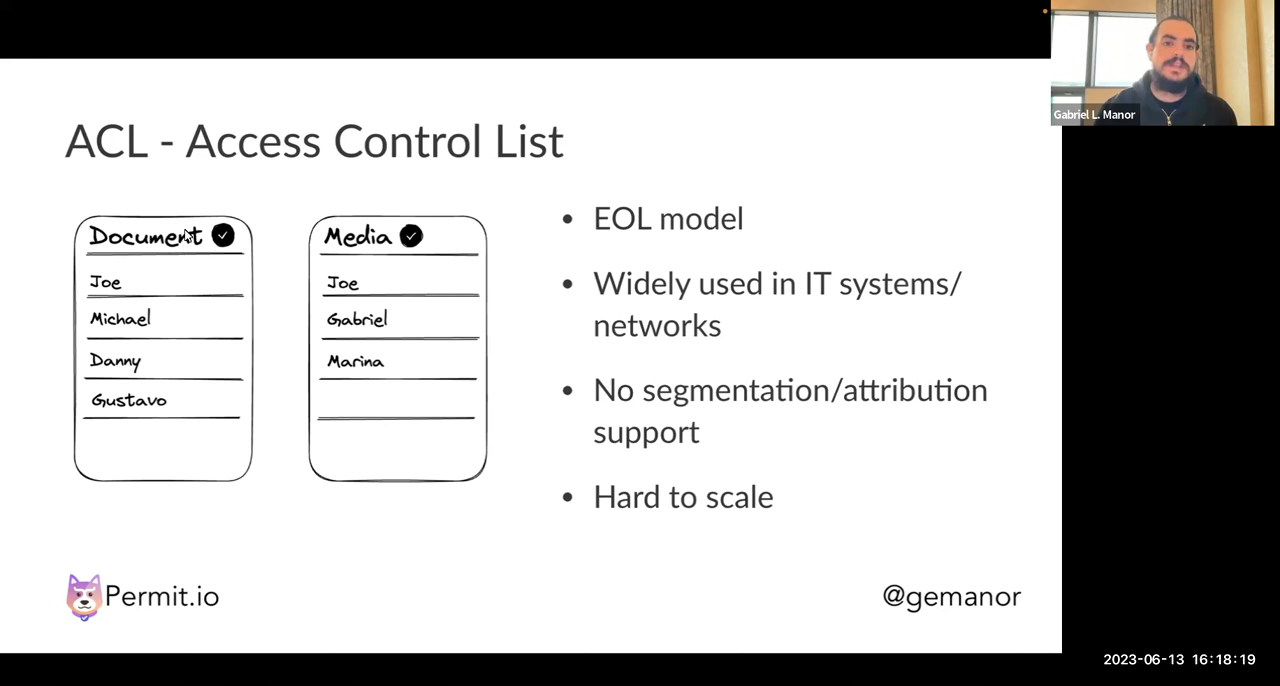 Gabriel L. Manor
ACL - Access Control List
Document
Joe
Michael
Danny
Gustavo
Media
Joe
Gabriel
Marina
• EOL model
• Widely used in IT systems/
networks
• No segmentation/attribution
support
• Hard to scale
Permit.io
@gemanor
2023-06-13 16:18:19